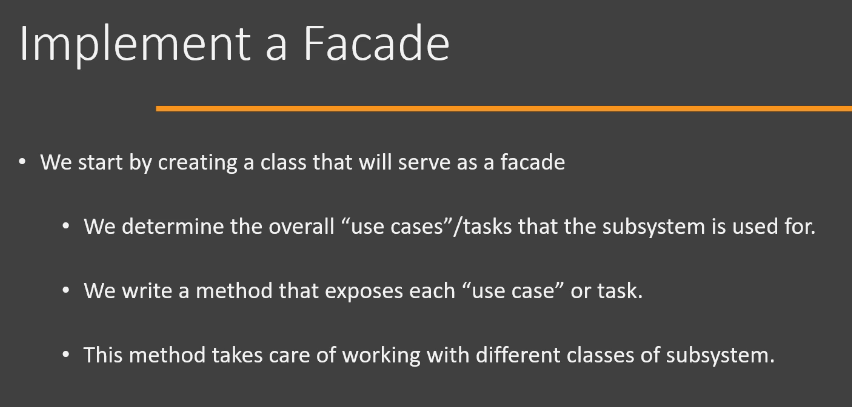 Implement a Facade
• We start by creating a class that will serve as a facade
• We determine the overall “use cases”/tasks that the subsystem is used for.
• We write a method that exposes each “use case” or task.
• This method takes care of working with different classes of subsystem.